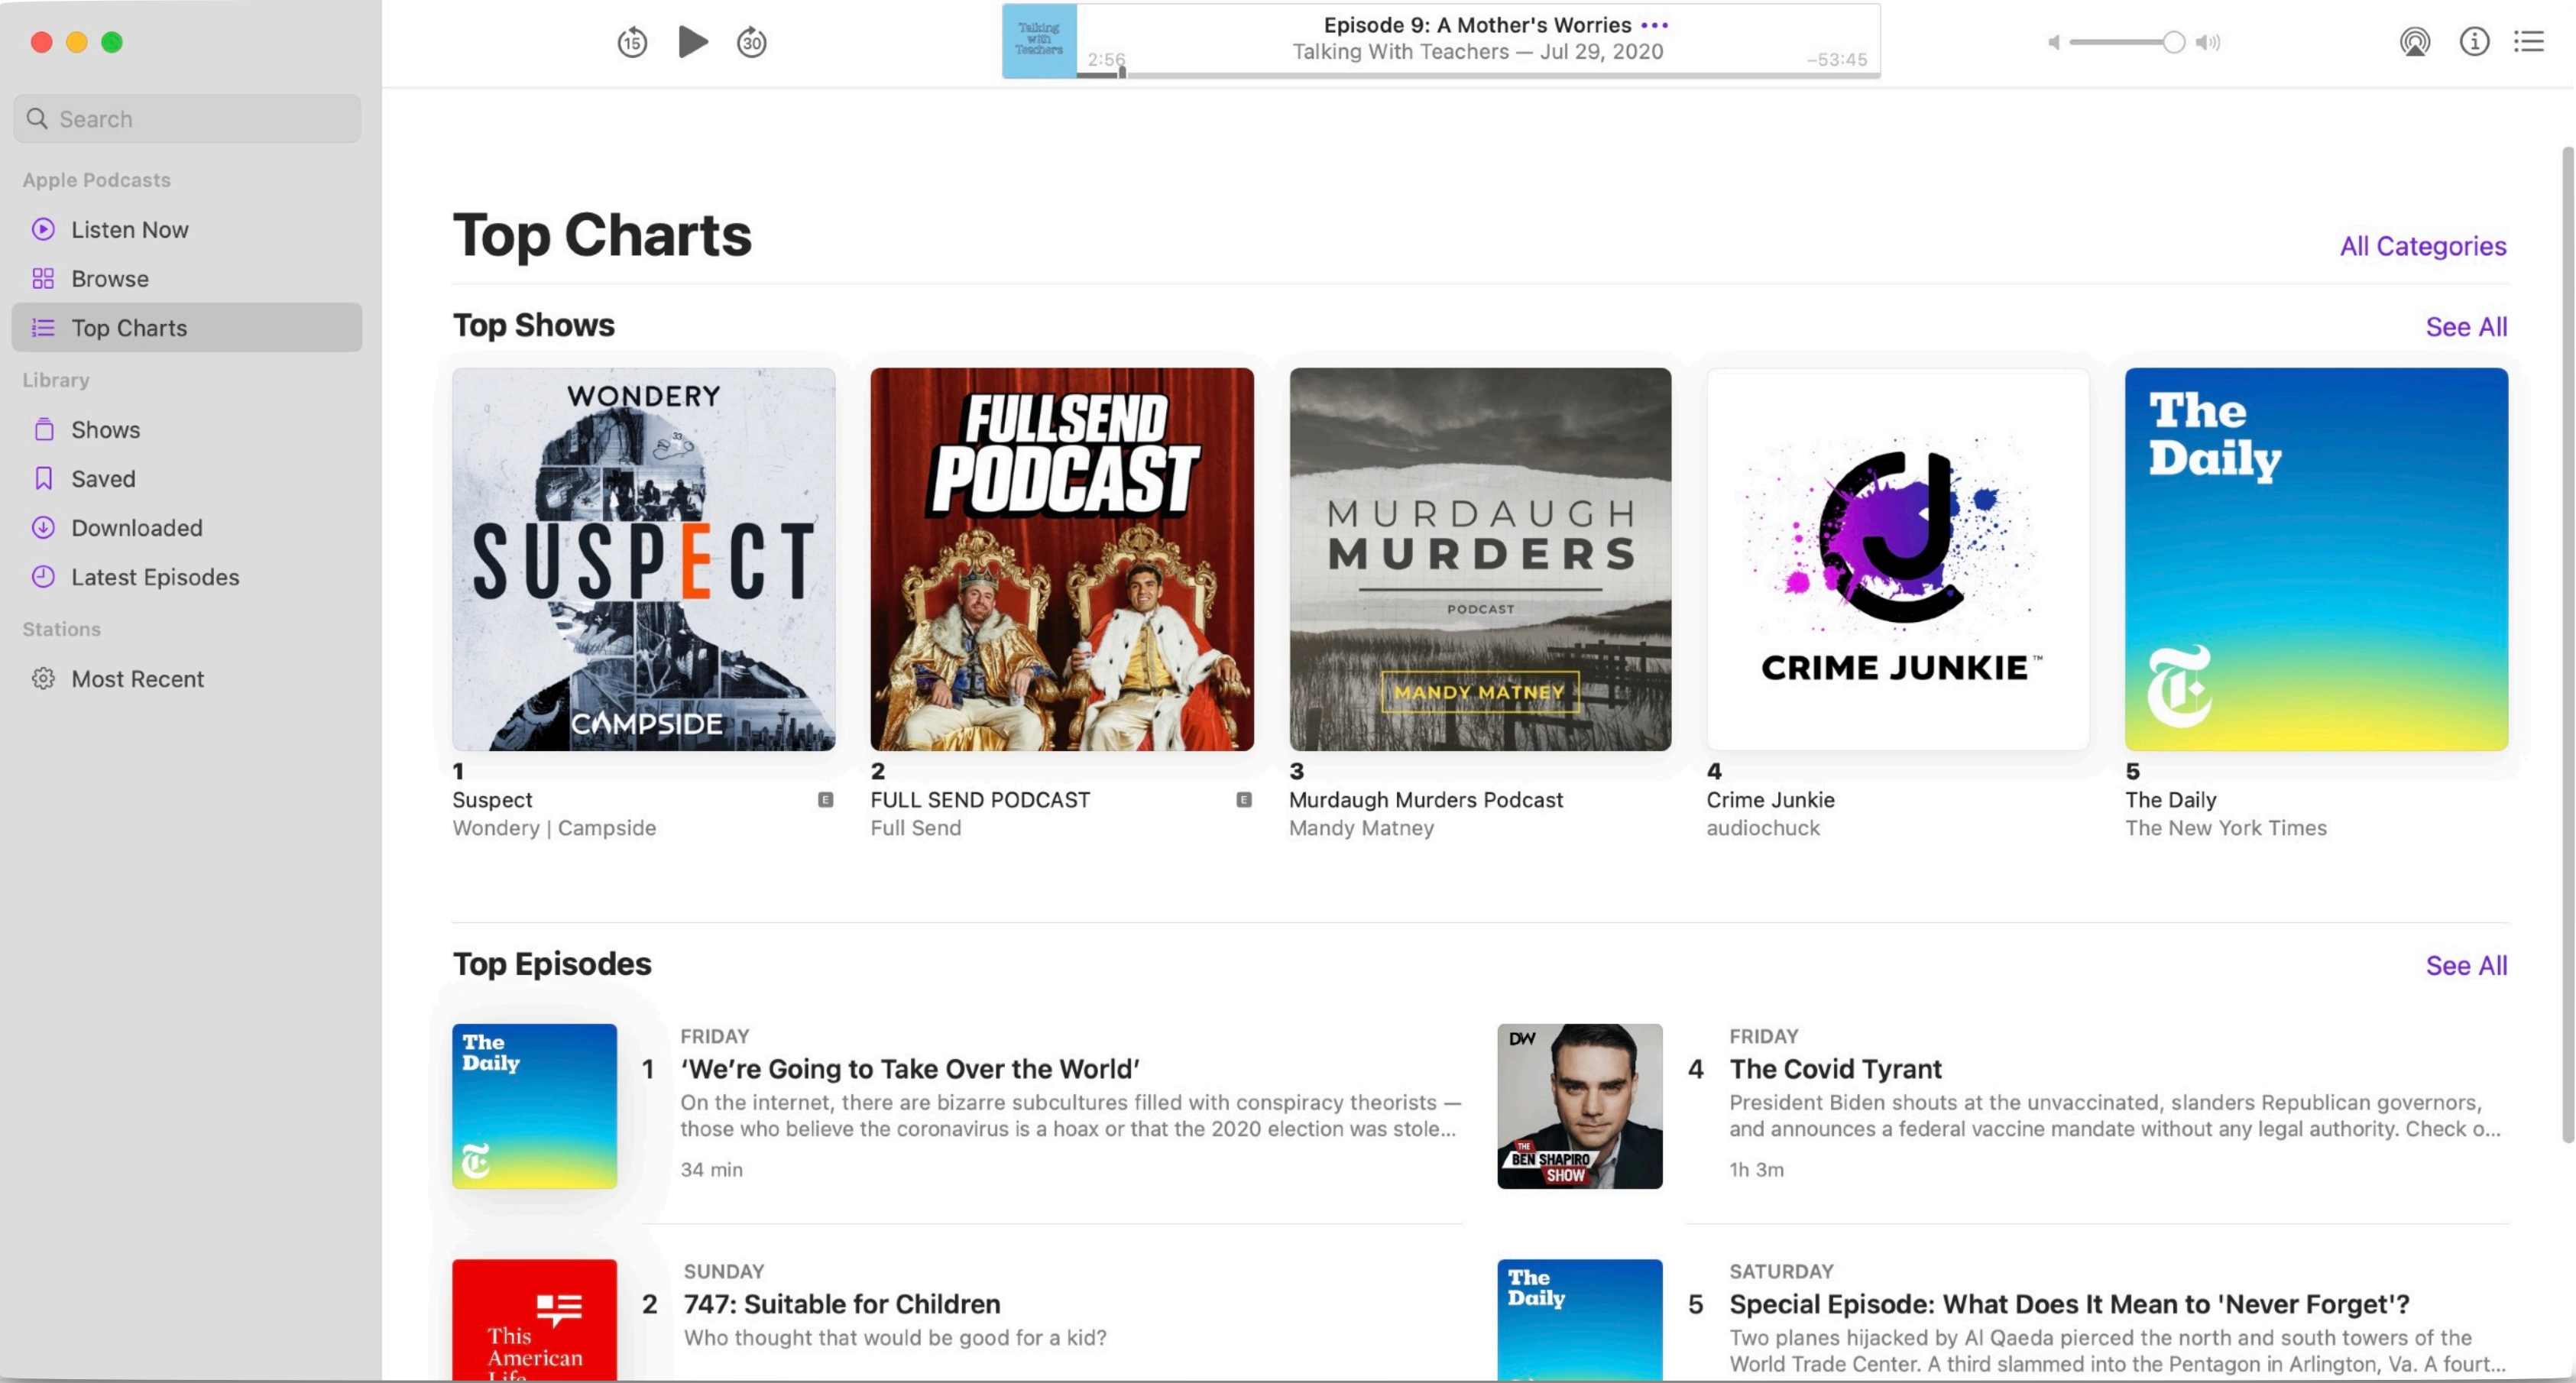 15
30
Talking
with
Teachers
Episode 9: A Mother's Worries •••
Talking With Teachers — Jul 29, 2020
2:56
–53:45
Search
Apple Podcasts
Listen Now
Browse
Top Charts
Library
Shows
Saved
Downloaded
Latest Episodes
Stations
Most Recent
Top Charts
All Categories
Top Shows
See All
WONDERY
33
SUSPECT
CAMPSIDE
FULLSEND
PODCAST
MURDAUGH
MURDERS
PODCAST
MANDY MATNEY
CRIME JUNKIE™
The
Daily
1
Suspect
E
Wondery | Campside
2
FULL SEND PODCAST
E
Full Send
3
Murdaugh Murders Podcast
Mandy Matney
4
Crime Junkie
audiochuck
5
The Daily
The New York Times
Top Episodes
See All
The
Daily
FRIDAY
1 ‘We’re Going to Take Over the World’
On the internet, there are bizarre subcultures filled with conspiracy theorists —
those who believe the coronavirus is a hoax or that the 2020 election was stole...
34 min
DW
THE
BEN SHAPIRO
SHOW
FRIDAY
4 The Covid Tyrant
President Biden shouts at the unvaccinated, slanders Republican governors,
and announces a federal vaccine mandate without any legal authority. Check o...
1h 3m
This
American
Life
SUNDAY
2 747: Suitable for Children
Who thought that would be good for a kid?
The
Daily
SATURDAY
5 Special Episode: What Does It Mean to 'Never Forget'?
Two planes hijacked by Al Qaeda pierced the north and south towers of the
World Trade Center. A third slammed into the Pentagon in Arlington, Va. A fourt...